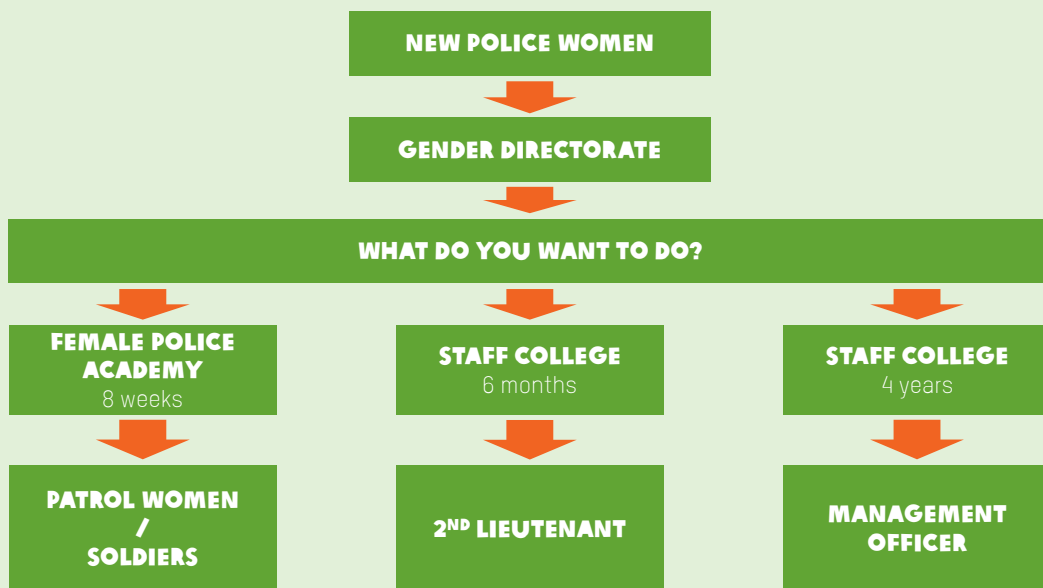 NEW POLICE WOMEN
GENDER DIRECTORATE
WHAT DO YOU WANT TO DO?
FEMALE POLICE
ACADEMY
8 weeks
STAFF COLLEGE
6 months
STAFF COLLEGE
4 years
PATROL WOMEN
/
SOLDIERS
2ND LIEUTENANT
MANAGEMENT
OFFICER